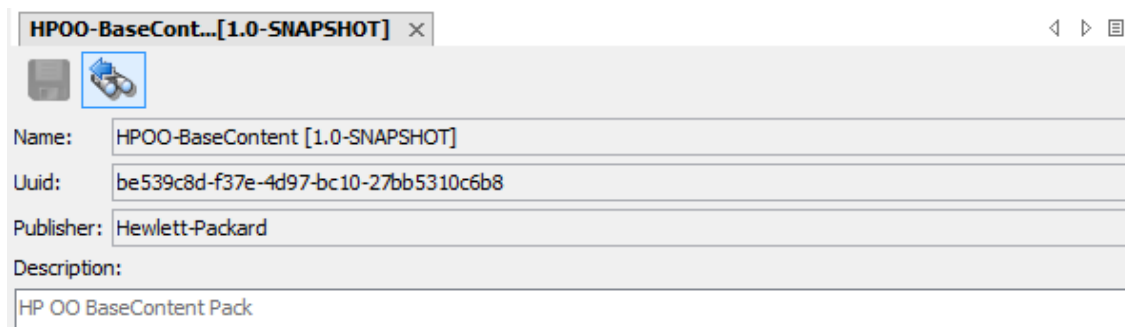 HPOO-BaseCont...[1.0-SNAPSHOT]
Name: HPOO-BaseContent [1.0-SNAPSHOT]
Uuid: be539c8d-f37e-4d97-bc10-27bb5310c6b8
Publisher: Hewlett-Packard
Description:
HP OO BaseContent Pack